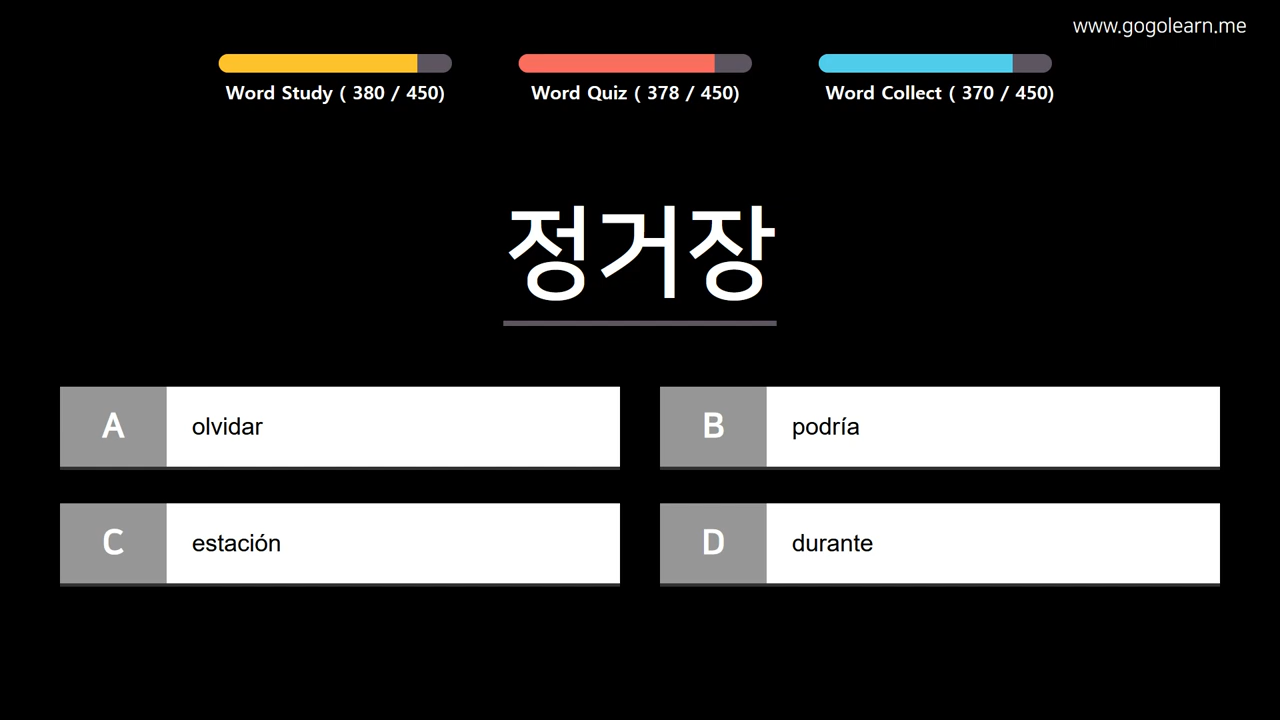 www.gogolearn.me
Word Study ( 380 / 450)
Word Quiz ( 378 / 450)
Word Collect ( 370 / 450)
정거장
A olvidar
B podría
C estación
D durante